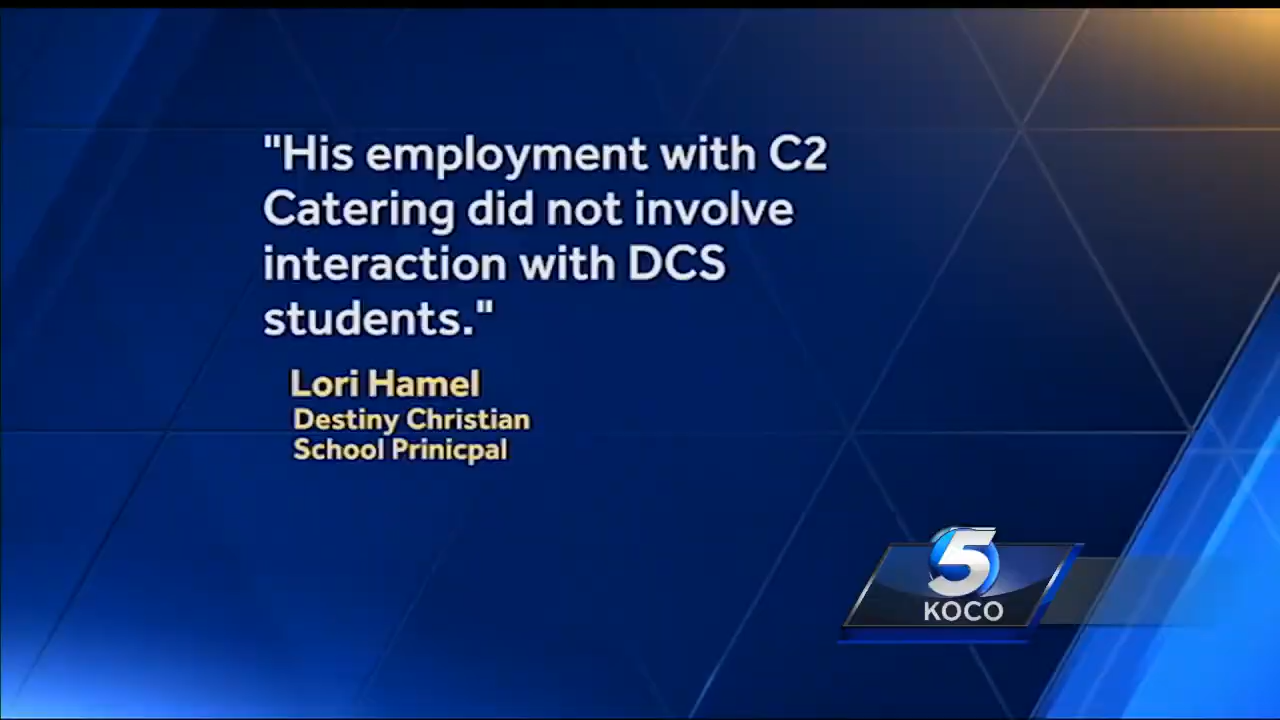 "His employment with C2
Catering did not involve
interaction with DCS
students."
Lori Hamel
Destiny Christian
School Prinicpal
5
KOCO